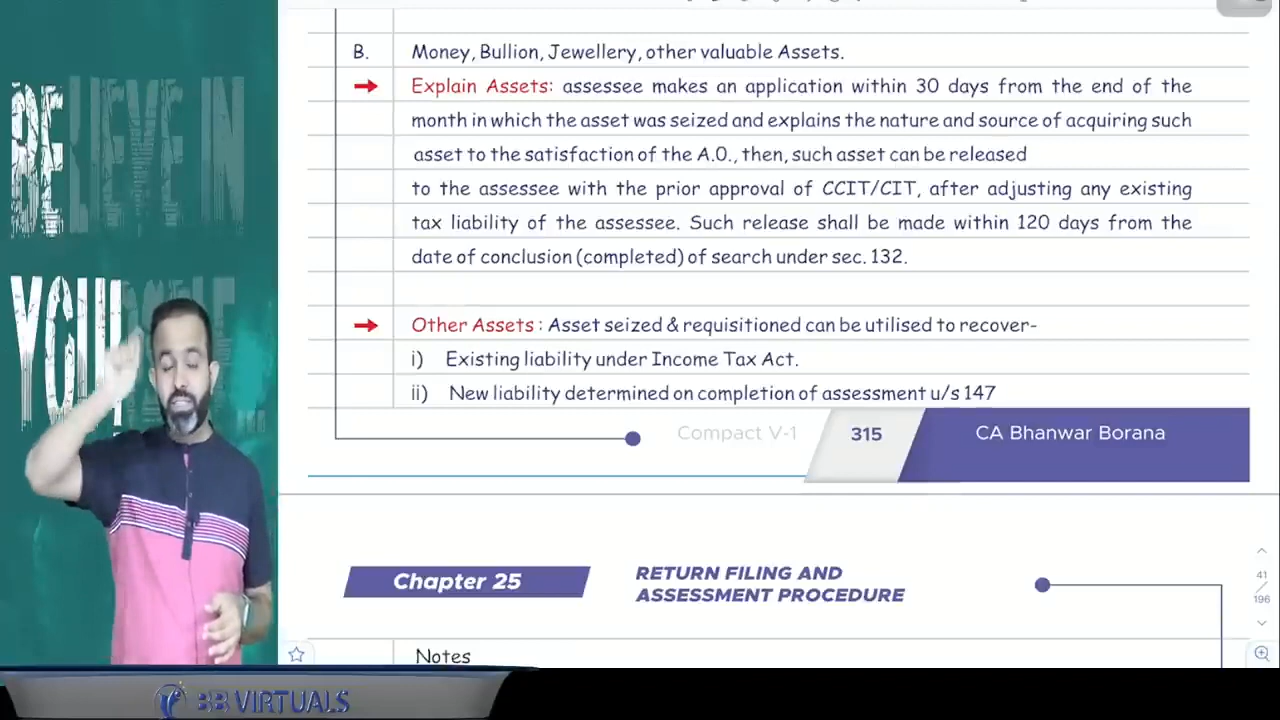 BELIEVE IN
B. Money, Bullion, Jewellery, other valuable Assets.
Explain Assets: assessee makes an application within 30 days from the end of the
month in which the asset was seized and explains the nature and source of acquiring such
asset to the satisfaction of the A.O., then, such asset can be released
to the assessee with the prior approval of CCIT/CIT, after adjusting any existing
tax liability of the assessee. Such release shall be made within 120 days from the
date of conclusion (completed) of search under sec. 132.
Other Assets : Asset seized & requisitioned can be utilised to recover-
i) Existing liability under Income Tax Act.
ii) New liability determined on completion of assessment u/s 147
Compact V-1 315 CA Bhanwar Borana
Chapter 25
RETURN FILING AND
ASSESSMENT PROCEDURE
41
/
196
Notes
BB VIRTUALS